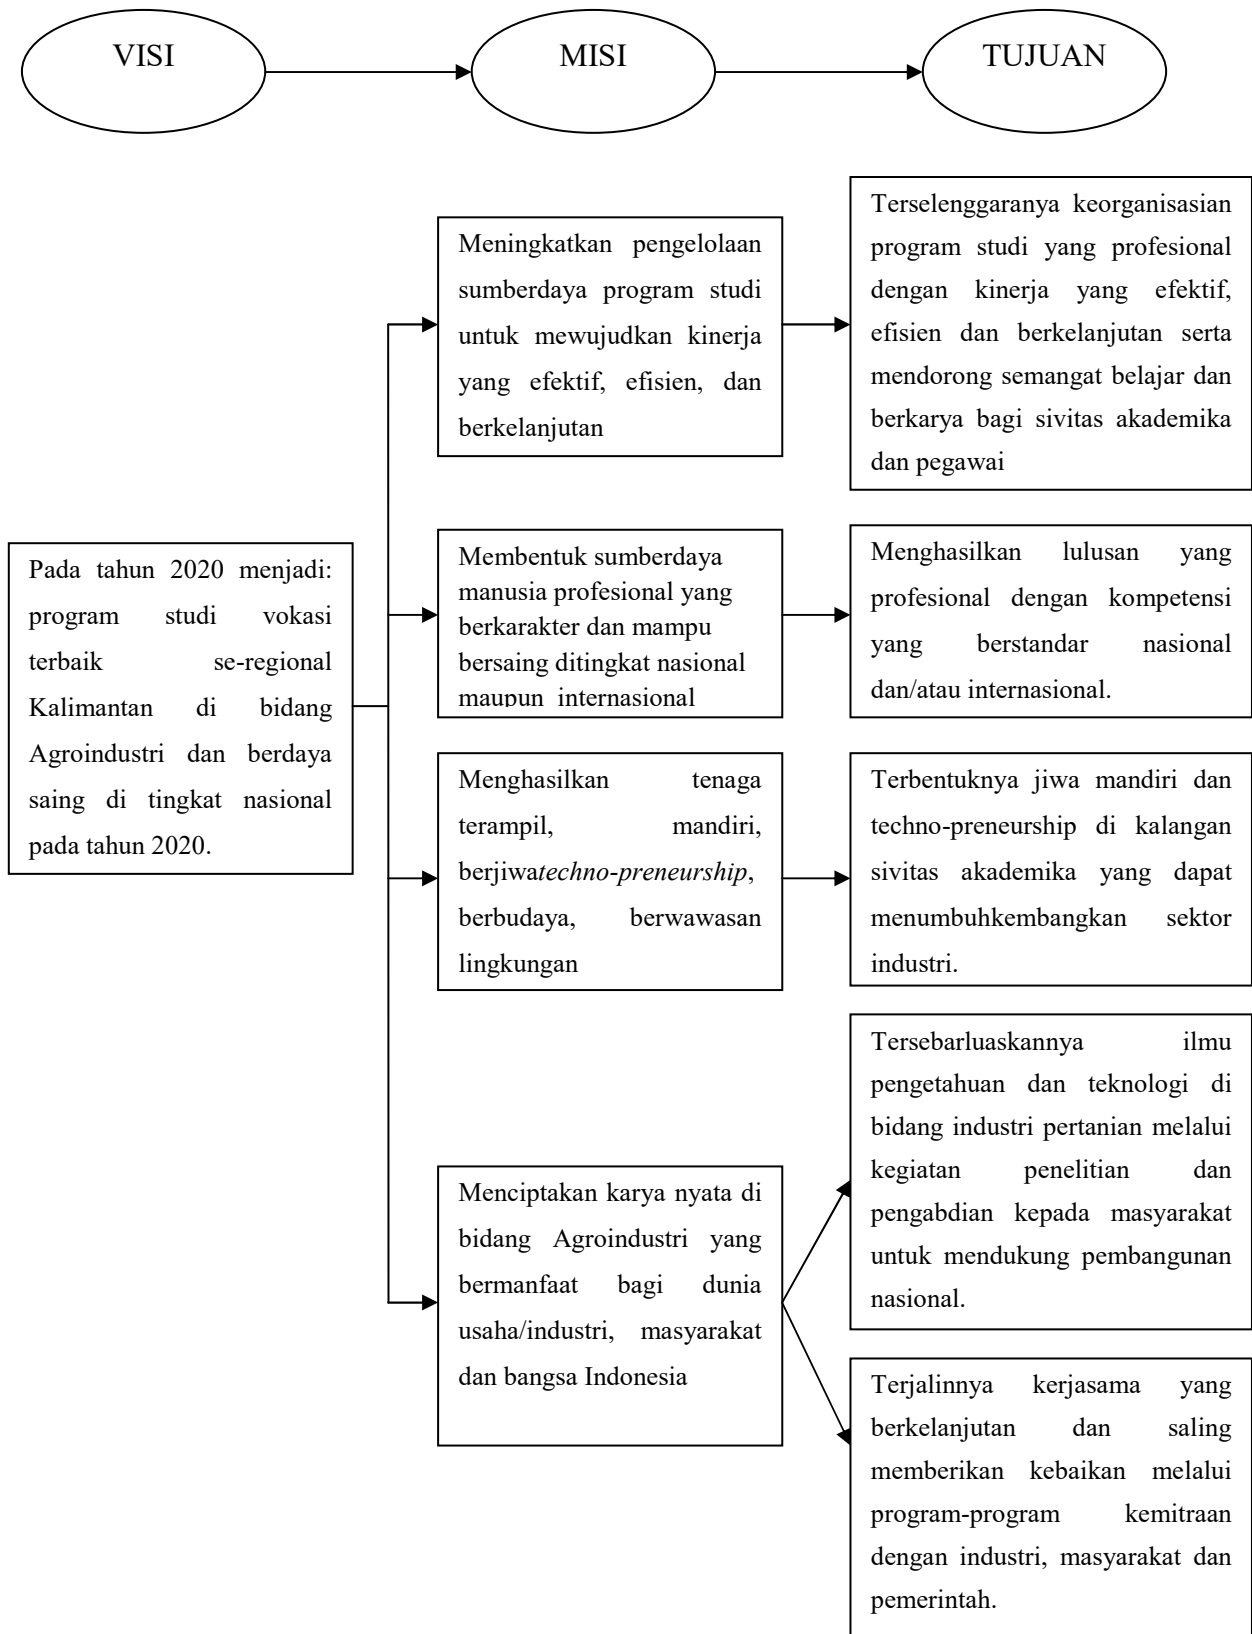 VISI
MISI
TUJUAN
Pada tahun 2020 menjadi:
program studi vokasi
terbaik se-regional
Kalimantan di bidang
Agroindustri dan berdaya
saing di tingkat nasional
pada tahun 2020.
Meningkatkan pengelolaan
sumberdaya program studi
untuk mewujudkan kinerja
yang efektif, efisien, dan
berkelanjutan
Terselenggaranya keorganisasian
program studi yang profesional
dengan kinerja yang efektif,
efisien dan berkelanjutan serta
mendorong semangat belajar dan
berkarya bagi sivitas akademika
dan pegawai
Membentuk sumberdaya
manusia profesional yang
berkarakter dan mampu
bersaing ditingkat nasional
maupun internasional
Menghasilkan lulusan yang
profesional dengan kompetensi
yang berstandar nasional
dan/atau internasional.
Menghasilkan tenaga
terampil, mandiri,
berjiwatechno-preneurship,
berbudaya, berwawasan
lingkungan
Terbentuknya jiwa mandiri dan
techno-preneurship di kalangan
sivitas akademika yang dapat
menumbuhkembangkan sektor
industri.
Menciptakan karya nyata di
bidang Agroindustri yang
bermanfaat bagi dunia
usaha/industri, masyarakat
dan bangsa Indonesia
Tersebarluaskannya ilmu
pengetahuan dan teknologi di
bidang industri pertanian melalui
kegiatan penelitian dan
pengabdian kepada masyarakat
untuk mendukung pembangunan
nasional.
Terjalinnya kerjasama yang
berkelanjutan dan saling
memberikan kebaikan melalui
program-program kemitraan
dengan industri, masyarakat dan
pemerintah.